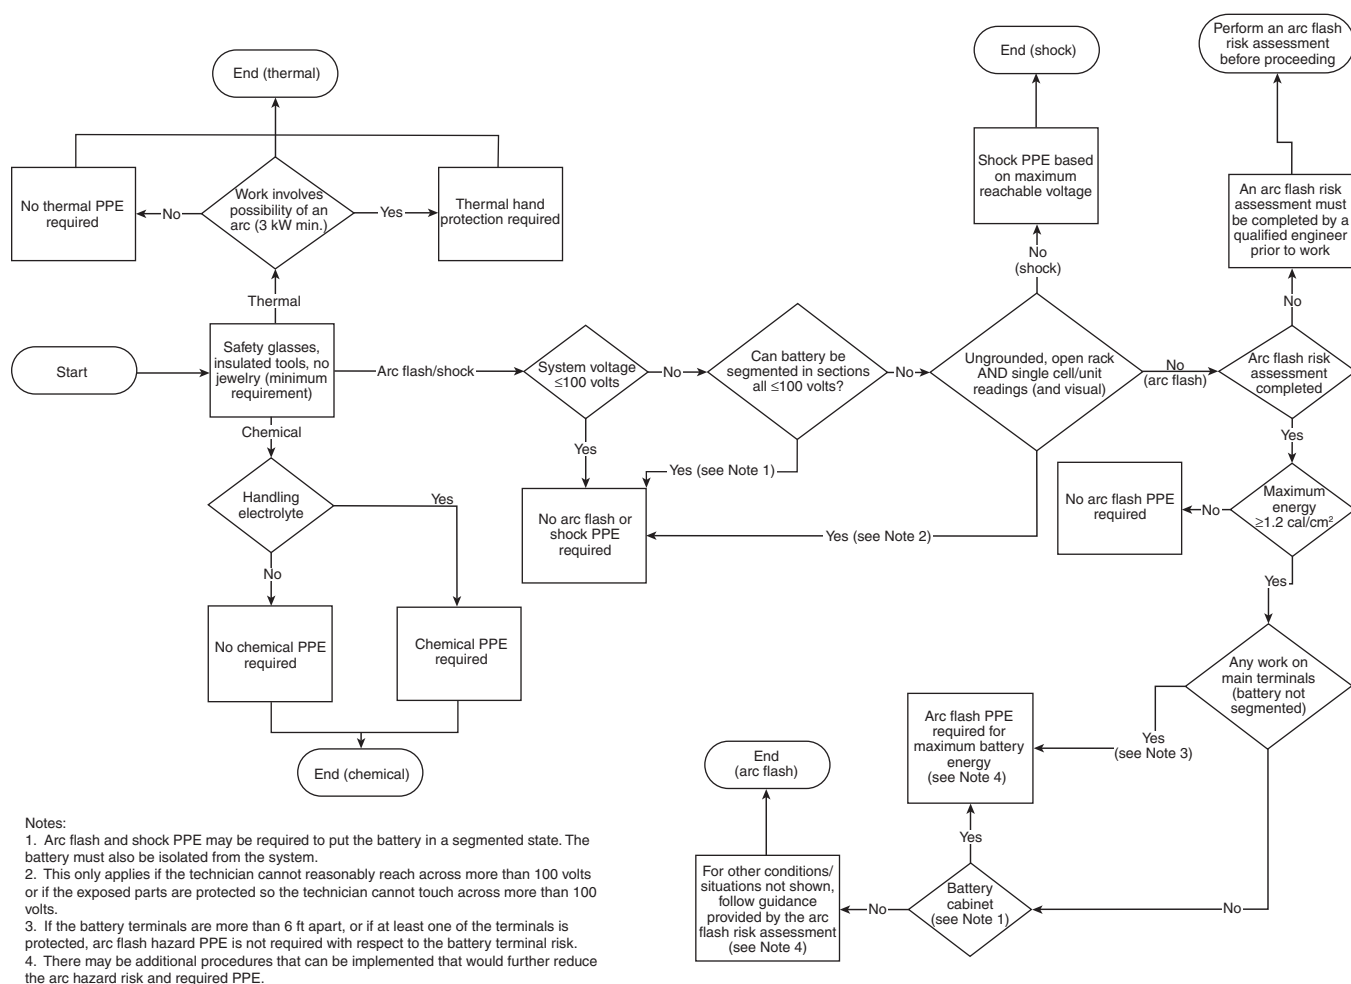 End (thermal)
No thermal PPE
required
No
Work involves
possibility of an
arc (3 kW min.)
Yes
Thermal hand
protection required
Thermal
Start
Safety glasses,
insulated tools, no
jewelry (minimum
requirement)
Chemical
Handling
electrolyte
Yes
No
No chemical PPE
required
Chemical PPE
required
End (chemical)
Arc flash/shock
System voltage
≤100 volts
No
Yes
Can battery be
segmented in sections
all ≤100 volts?
No
Yes (see Note 1)
No arc flash or
shock PPE
required
Yes (see Note 2)
Ungrounded, open rack
AND single cell/unit
readings (and visual)
No
(shock)
Shock PPE based
on maximum
reachable voltage
End (shock)
No
(arc flash)
Arc flash risk
assessment
completed
No
An arc flash risk
assessment must
be completed by a
qualified engineer
prior to work
Perform an arc flash
risk assessment
before proceeding
Yes
Maximum
energy
≥1.2 cal/cm²
No
No arc flash PPE
required
Yes
Any work on
main terminals
(battery not
segmented)
Yes
(see Note 3)
Arc flash PPE
required for
maximum battery
energy
(see Note 4)
No
Battery
cabinet
(see Note 1)
Yes
No
For other conditions/
situations not shown,
follow guidance
provided by the arc
flash risk assessment
(see Note 4)
End
(arc flash)
Notes:
1. Arc flash and shock PPE may be required to put the battery in a segmented state. The
battery must also be isolated from the system.
2. This only applies if the technician cannot reasonably reach across more than 100 volts
or if the exposed parts are protected so the technician cannot touch across more than 100
volts.
3. If the battery terminals are more than 6 ft apart, or if at least one of the terminals is
protected, arc flash hazard PPE is not required with respect to the battery terminal risk.
4. There may be additional procedures that can be implemented that would further reduce
the arc hazard risk and required PPE.